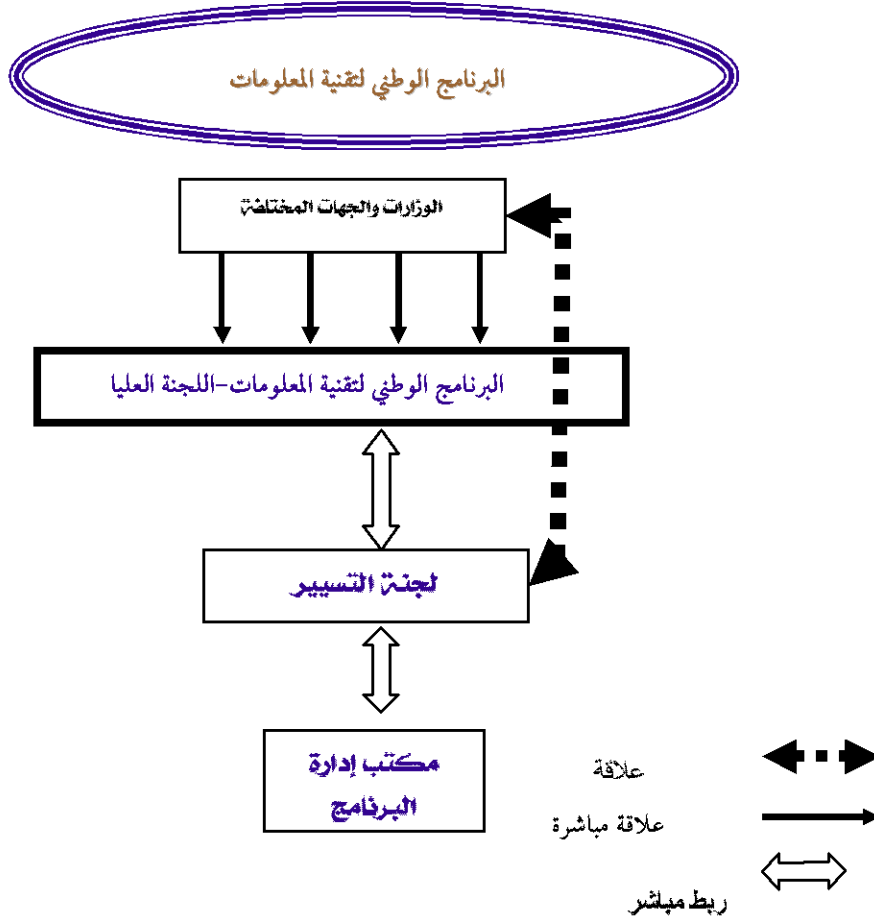 البرنامج الوطني لتقنية المعلومات
الوزارات والجهات المختلفة
البرنامج الوطني لتقنية المعلومات-اللجنة العليا
لجنة التسيير
مكتب إدارة
البرنامج
علاقة
علاقة مباشرة
ربط مباشر